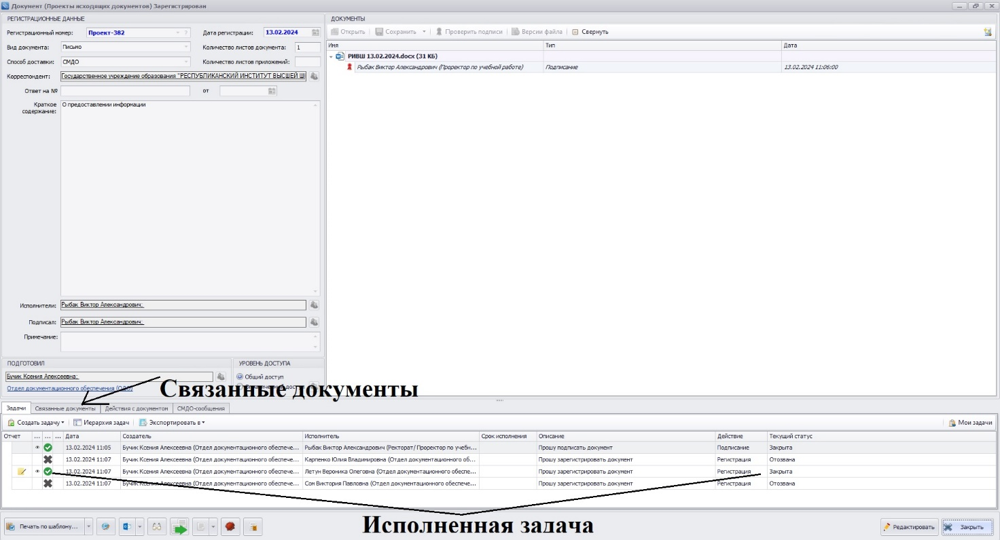 Документ (Проекты исходящих документов) Зарегистрирован
РЕГИСТРАЦИОННЫЕ ДАННЫЕ
Регистрационный номер: Проект-382 ? Дата регистрации: 13.02.2024
Вид документа: Письмо Количество листов документа: 1
Способ доставки: СМДО Количество листов приложений:
Корреспондент: Государственное учреждение образования "РЕСПУБЛИКАНСКИЙ ИНСТИТУТ ВЫСШЕЙ Ш
Ответ на № от
Краткое содержание: О предоставлении информации
Исполнители: Рыбак Виктор Александрович;
Подписал: Рыбак Виктор Александрович;
Примечание:
ПОДГОТОВИЛ
Бучик Ксения Алексеевна;
Отдел документационного обеспечения (ОДО)
УРОВЕНЬ ДОСТУПА
Общий доступ
ДОКУМЕНТЫ
Открыть Сохранить Проверить подписи Версии файла Свернуть
Имя Тип Дата
РИВШ 13.02.2024.docx (31 КБ)
Рыбак Виктор Александрович (Проректор по учебной работе) Подписание 13.02.2024 11:06:00
Связанные документы
Задачи Связанные документы Действия с документом СМДО-сообщения
Создать задачу Иерархия задач Экспортировать в Мои задачи
Отчет ... ... ... Дата Создатель Исполнитель Срок исполнения Описание Действие Текущий статус
13.02.2024 11:05 Бучик Ксения Алексеевна (Отдел документационного обеспече... Рыбак Виктор Александрович (Ректорат/ Проректор по учебн... Прошу подписать документ Подписание Закрыта
13.02.2024 11:07 Бучик Ксения Алексеевна (Отдел документационного обеспече... Карпенко Юлия Владимировна (Отдел документационного об... Прошу зарегистрировать документ Регистрация Отозвана
13.02.2024 11:07 Бучик Ксения Алексеевна (Отдел документационного обеспече... Летун Вероника Олеговна (Отдел документационного обеспе... Прошу зарегистрировать документ Регистрация Закрыта
13.02.2024 11:07 Бучик Ксения Алексеевна (Отдел документационного обеспече... Сон Виктория Павловна (Отдел документационного обеспече... Прошу зарегистрировать документ Регистрация Отозвана
Исполненная задача
Печать по шаблону... Редактировать Закрыть